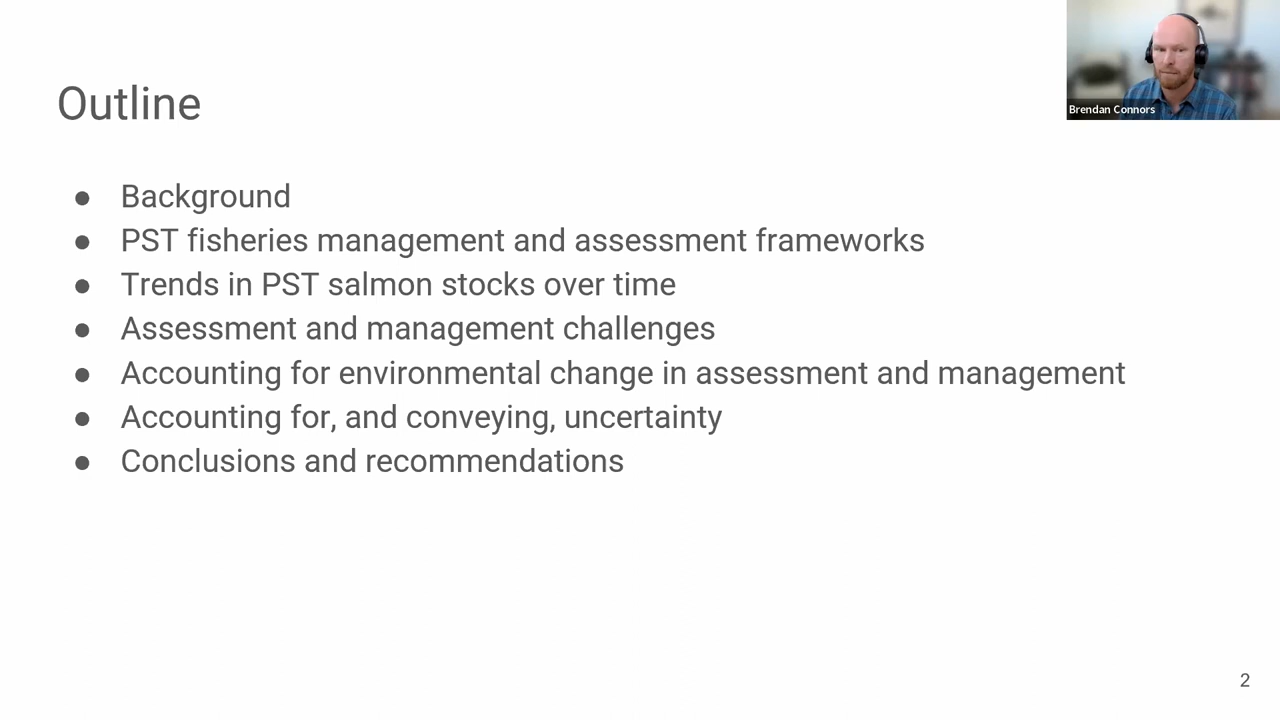 Outline
Brendan Connors
● Background
● PST fisheries management and assessment frameworks
● Trends in PST salmon stocks over time
● Assessment and management challenges
● Accounting for environmental change in assessment and management
● Accounting for, and conveying, uncertainty
● Conclusions and recommendations
2